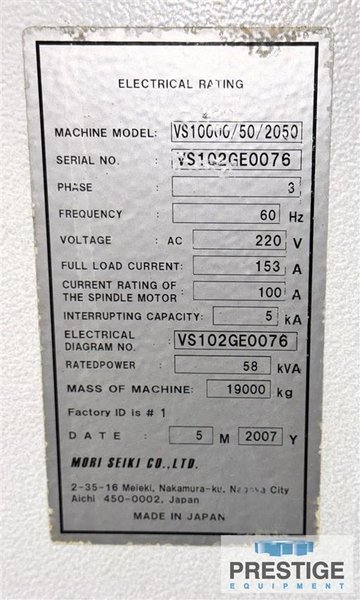 ELECTRICAL RATING
MACHINE MODEL: VS10000/50/2050
SERIAL NO. : VS102GE0076
PHASE : 3
FREQUENCY : 60 Hz
VOLTAGE : AC 220 V
FULL LOAD CURRENT: 153 A
CURRENT RATING OF
THE SPINDLE MOTOR : 100 A
INTERRUPTING CAPACITY: 5 kA
ELECTRICAL
DIAGRAM NO. : VS102GE0076
RATEDPOWER : 58 kVA
MASS OF MACHINE: 19000 kg
Factory ID is # 1
DATE : 5 M 2007 Y
MORI SEIKI CO.,LTD.
2-35-16 Meieki, Nakamura-ku, Nagoya City
Aichi 450-0002, Japan
MADE IN JAPAN
PRESTIGE
EQUIPMENT